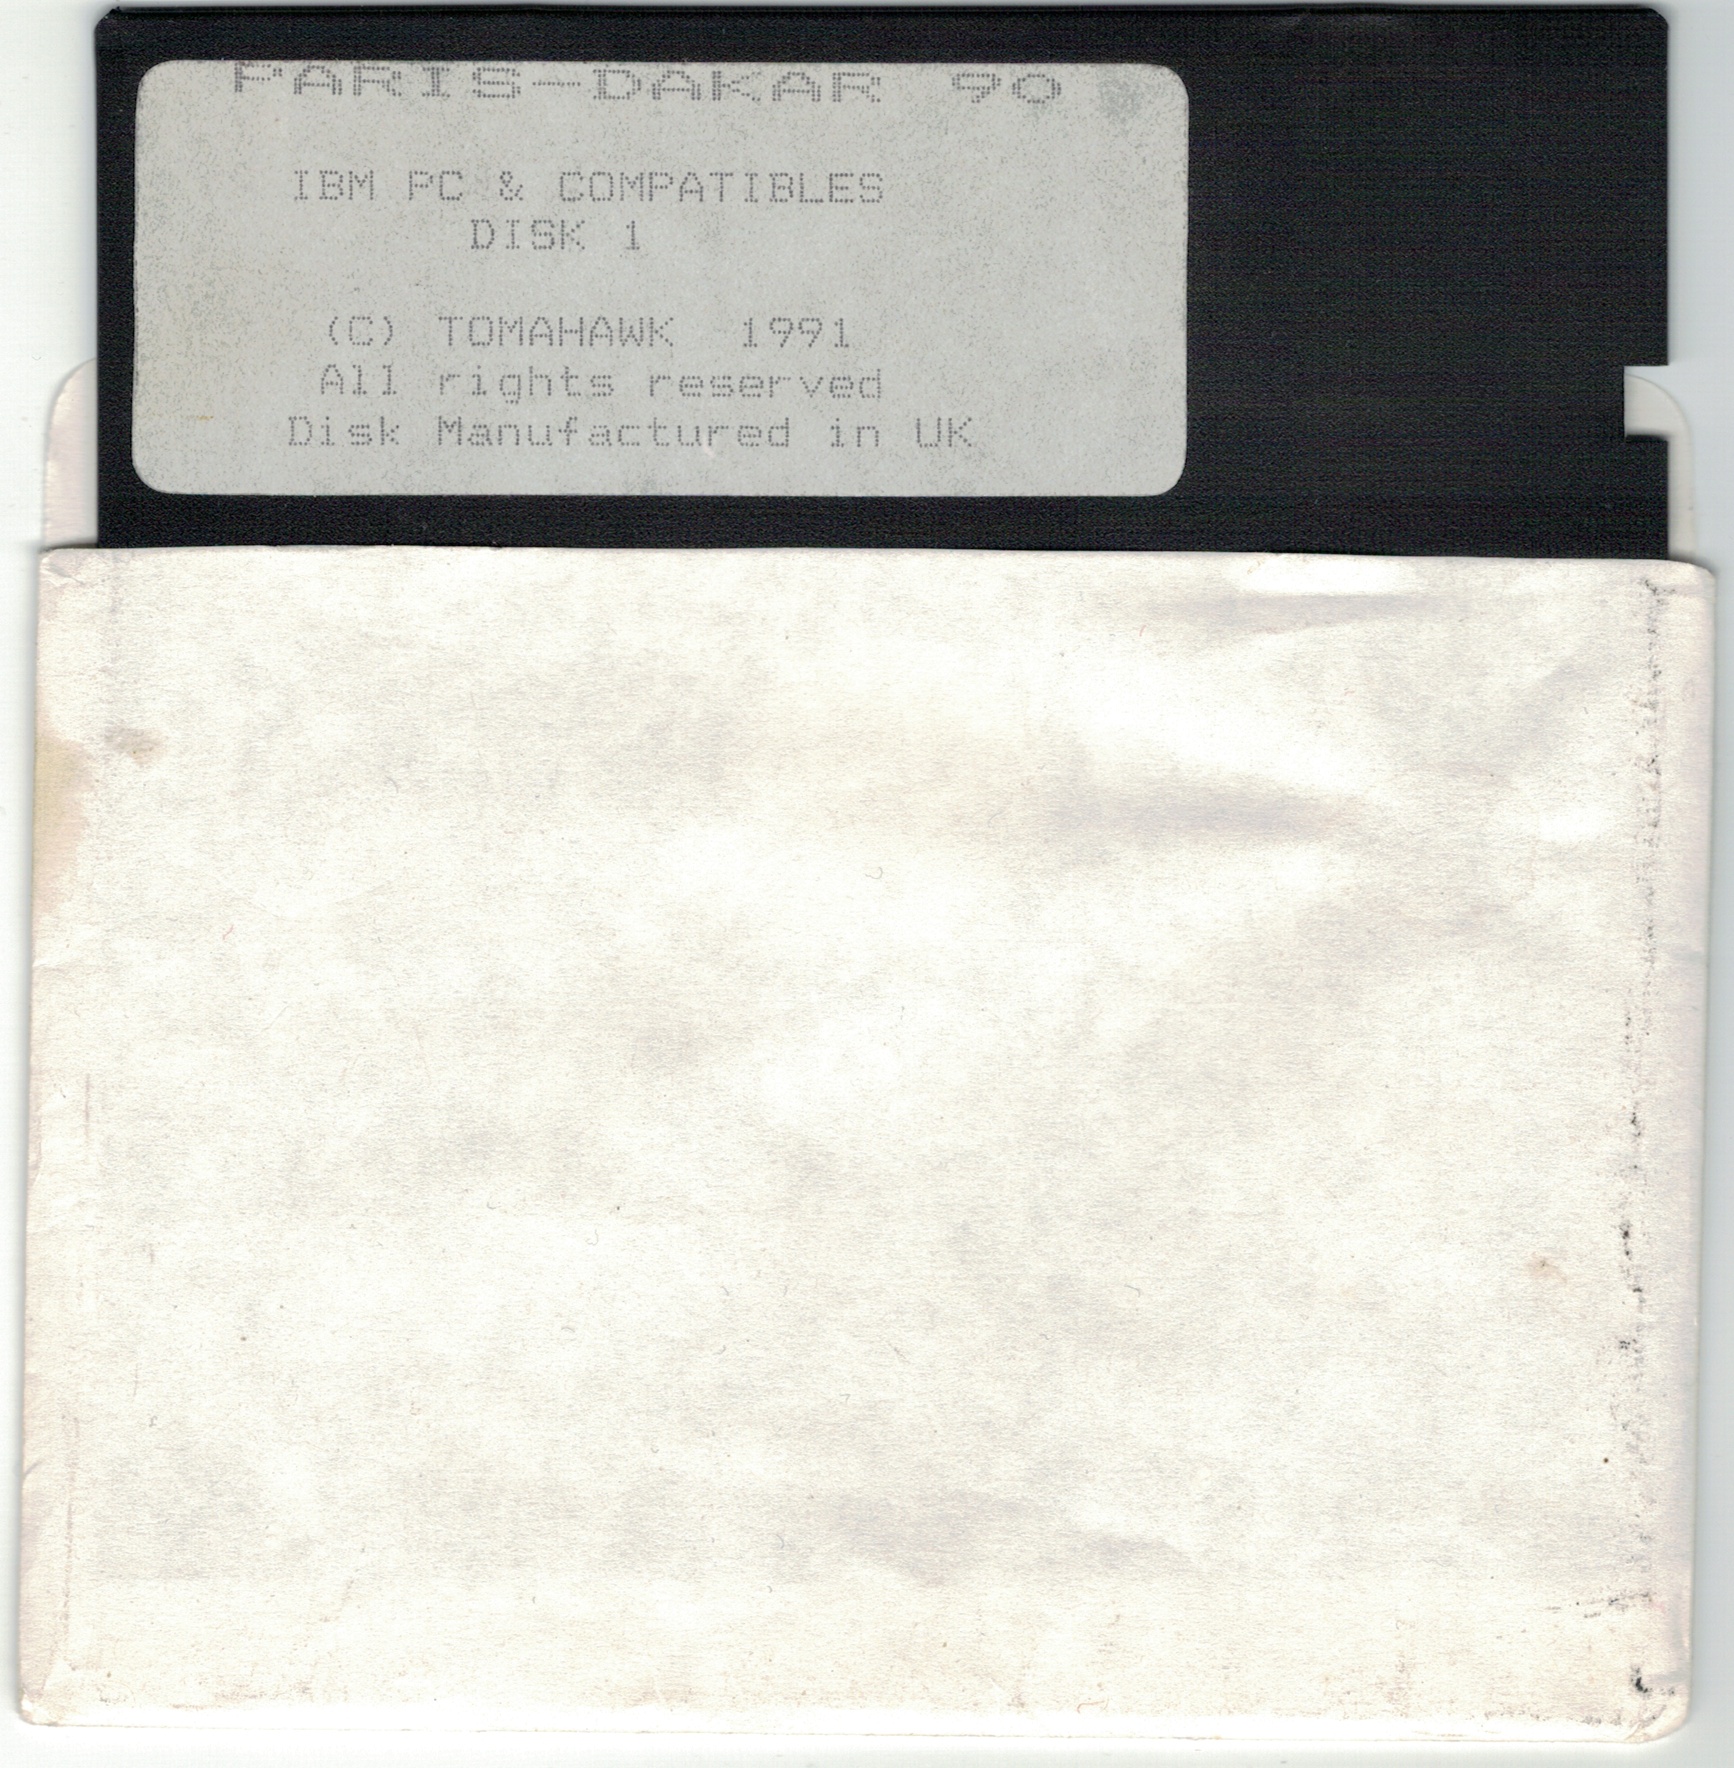 PARIS-DAKAR 90
IBM PC & COMPATIBLES
DISK 1
(C) TOMAHAWK 1991
All rights reserved
Disk Manufactured in UK